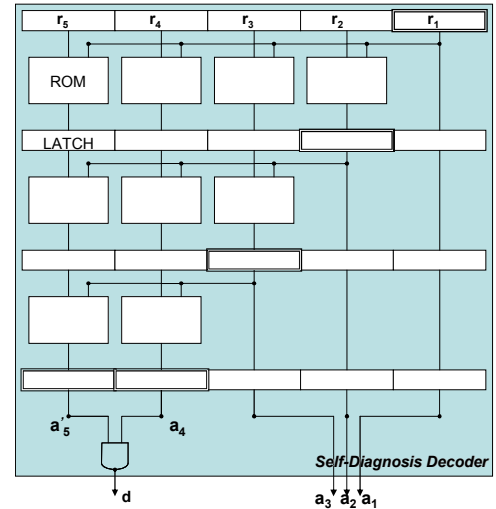 r5 r4 r3 r2 r1
ROM
LATCH
a'5 a4
Self-Diagnosis Decoder
d a3 a2 a1